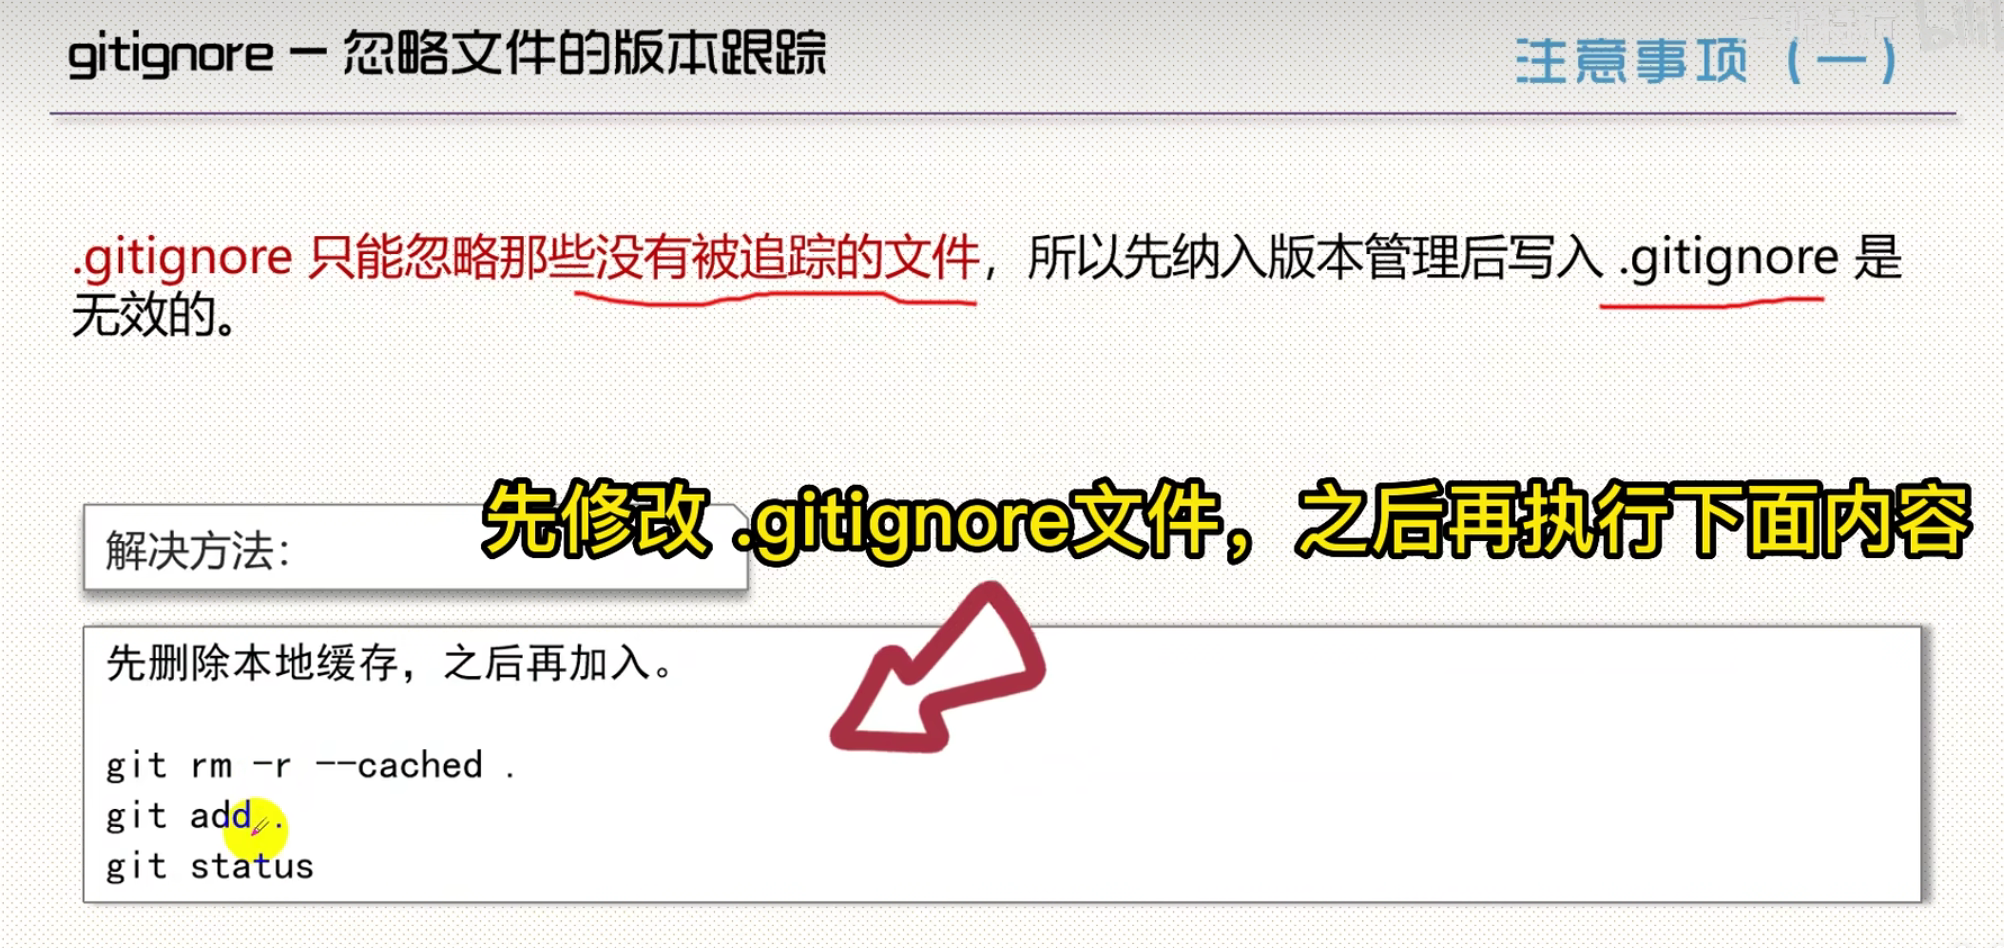 gitignore – 忽略文件的版本跟踪
注意事项（一）
.gitignore 只能忽略那些没有被追踪的文件，所以先纳入版本管理后写入 .gitignore 是
无效的。
先修改 .gitignore文件，之后再执行下面内容
解决方法：
先删除本地缓存，之后再加入。
git rm -r --cached .
git add .
git status